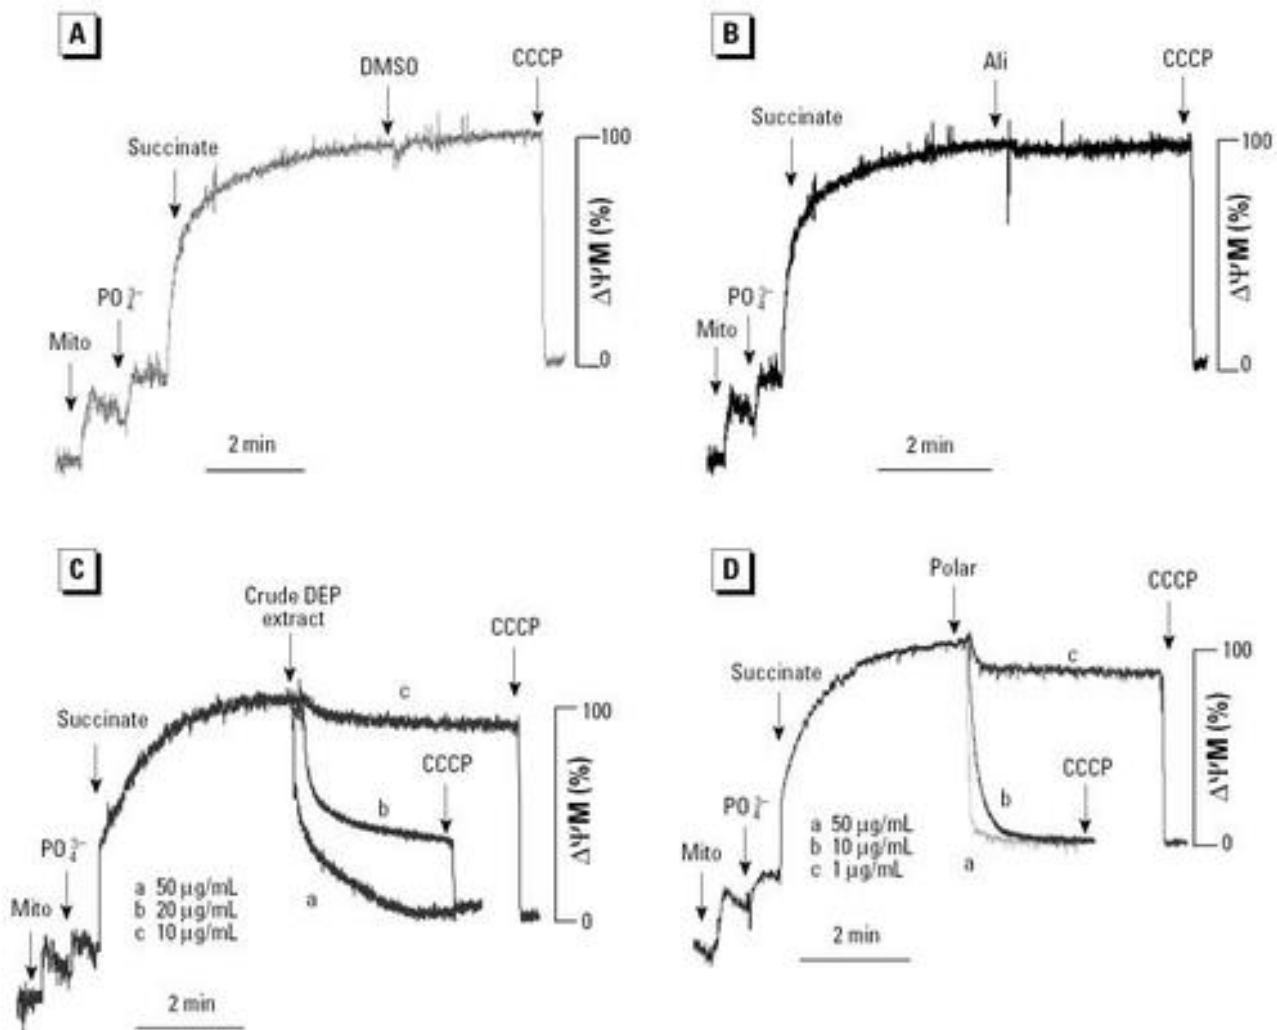 A
DMSO
CCCP
Succinate
100
ΔΨM (%)
PO₄³⁻
Mito
0
2 min
B
Ali
CCCP
Succinate
100
ΔΨM (%)
PO₄³⁻
Mito
0
2 min
C
Crude DEP
extract
CCCP
c
100
Succinate
CCCP
ΔΨM (%)
b
PO₄³⁻
a 50 µg/mL
b 20 µg/mL
c 10 µg/mL
a
Mito
0
2 min
D
Polar
CCCP
c
100
Succinate
ΔΨM (%)
CCCP
b
PO₄³⁻
a 50 µg/mL
b 10 µg/mL
c 1 µg/mL
Mito
a
0
2 min